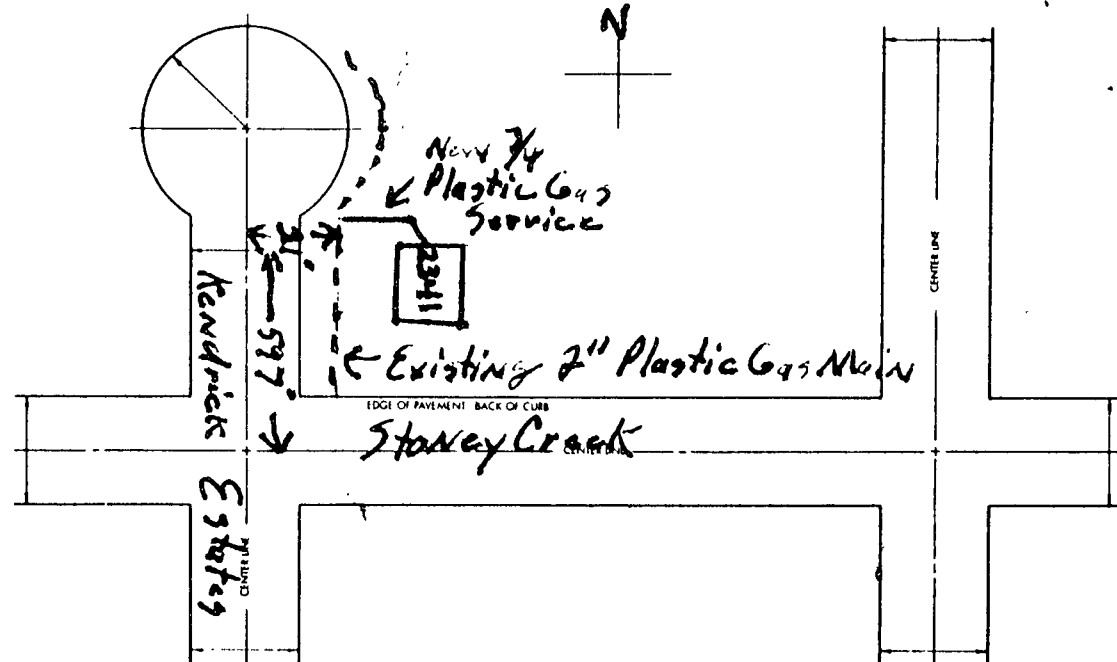 N
New 3/4
Plastic Gas
Service
31'
2341
Kendrick Estates
597'
Existing 2" Plastic Gas Main
EDGE OF PAVEMENT BACK OF CURB
Stoney Creek
CENTER LINE
CENTER LINE
CENTER LINE